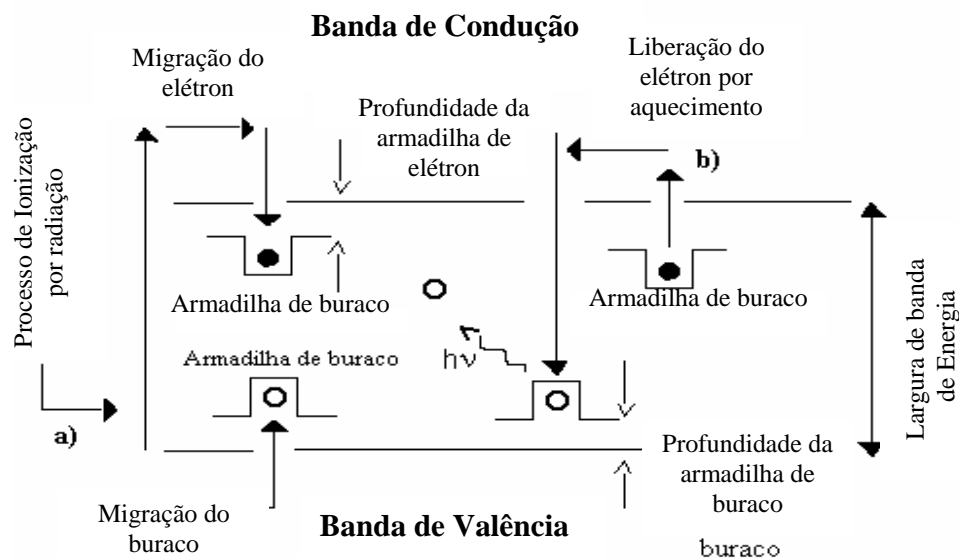 Banda de Condução
Migração do
elétron
Liberação do
elétron por
aquecimento
Profundidade da
armadilha de
elétron
b)
Processo de Ionização
por radiação
Armadilha de buraco
Armadilha de buraco
Armadilha de buraco
hν
Largura de banda
de Energia
a)
Profundidade da
armadilha de
buraco
Migração do
buraco
Banda de Valência
buraco